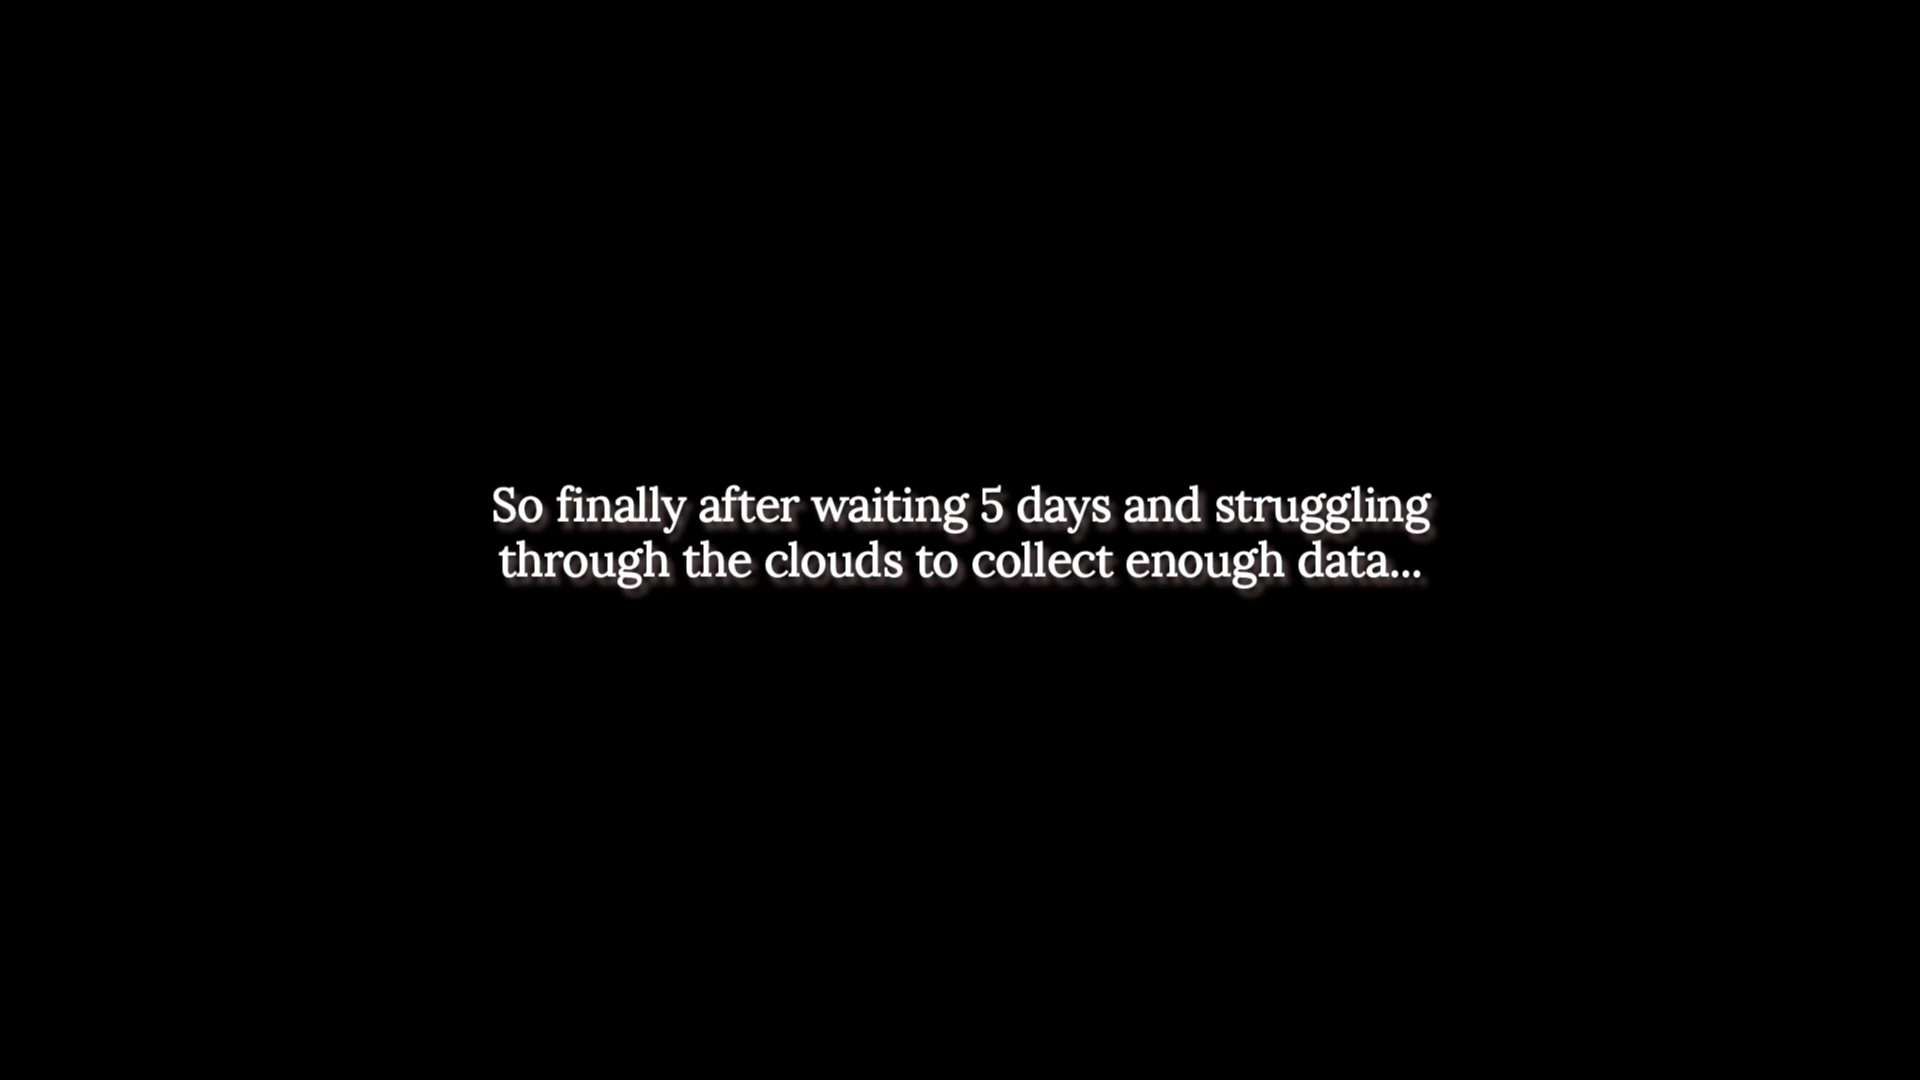 So finally after waiting 5 days and struggling
through the clouds to collect enough data...